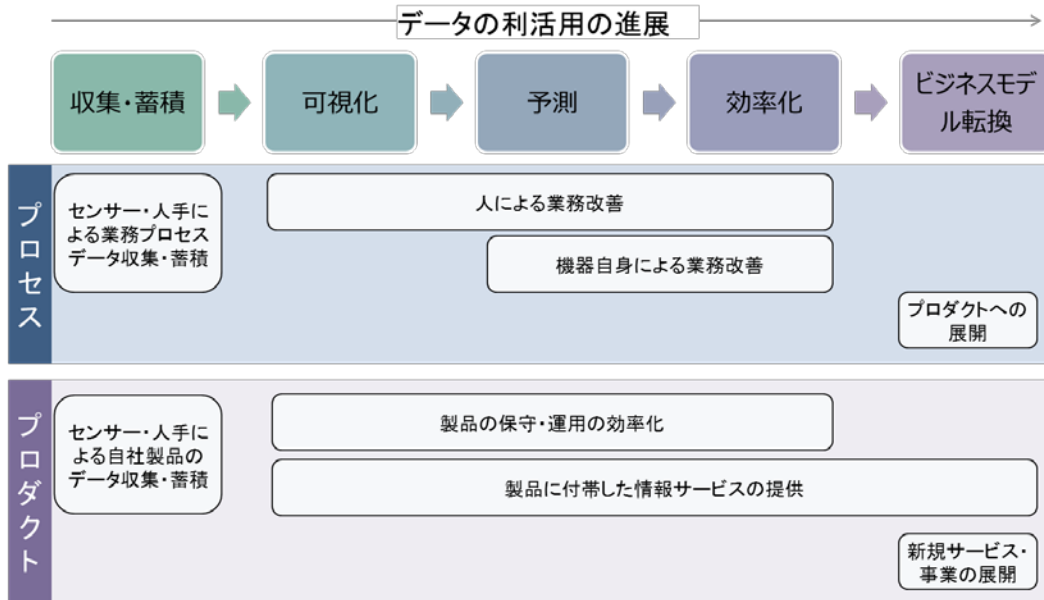 データの利活用の進展
収集・蓄積
可視化
予測
効率化
ビジネスモデ
ル転換
プロセス
センサー・人手に
よる業務プロセス
データ収集・蓄積
人による業務改善
機器自身による業務改善
プロダクトへの
展開
プロダクト
センサー・人手に
よる自社製品の
データ収集・蓄積
製品の保守・運用の効率化
製品に付帯した情報サービスの提供
新規サービス・
事業の展開